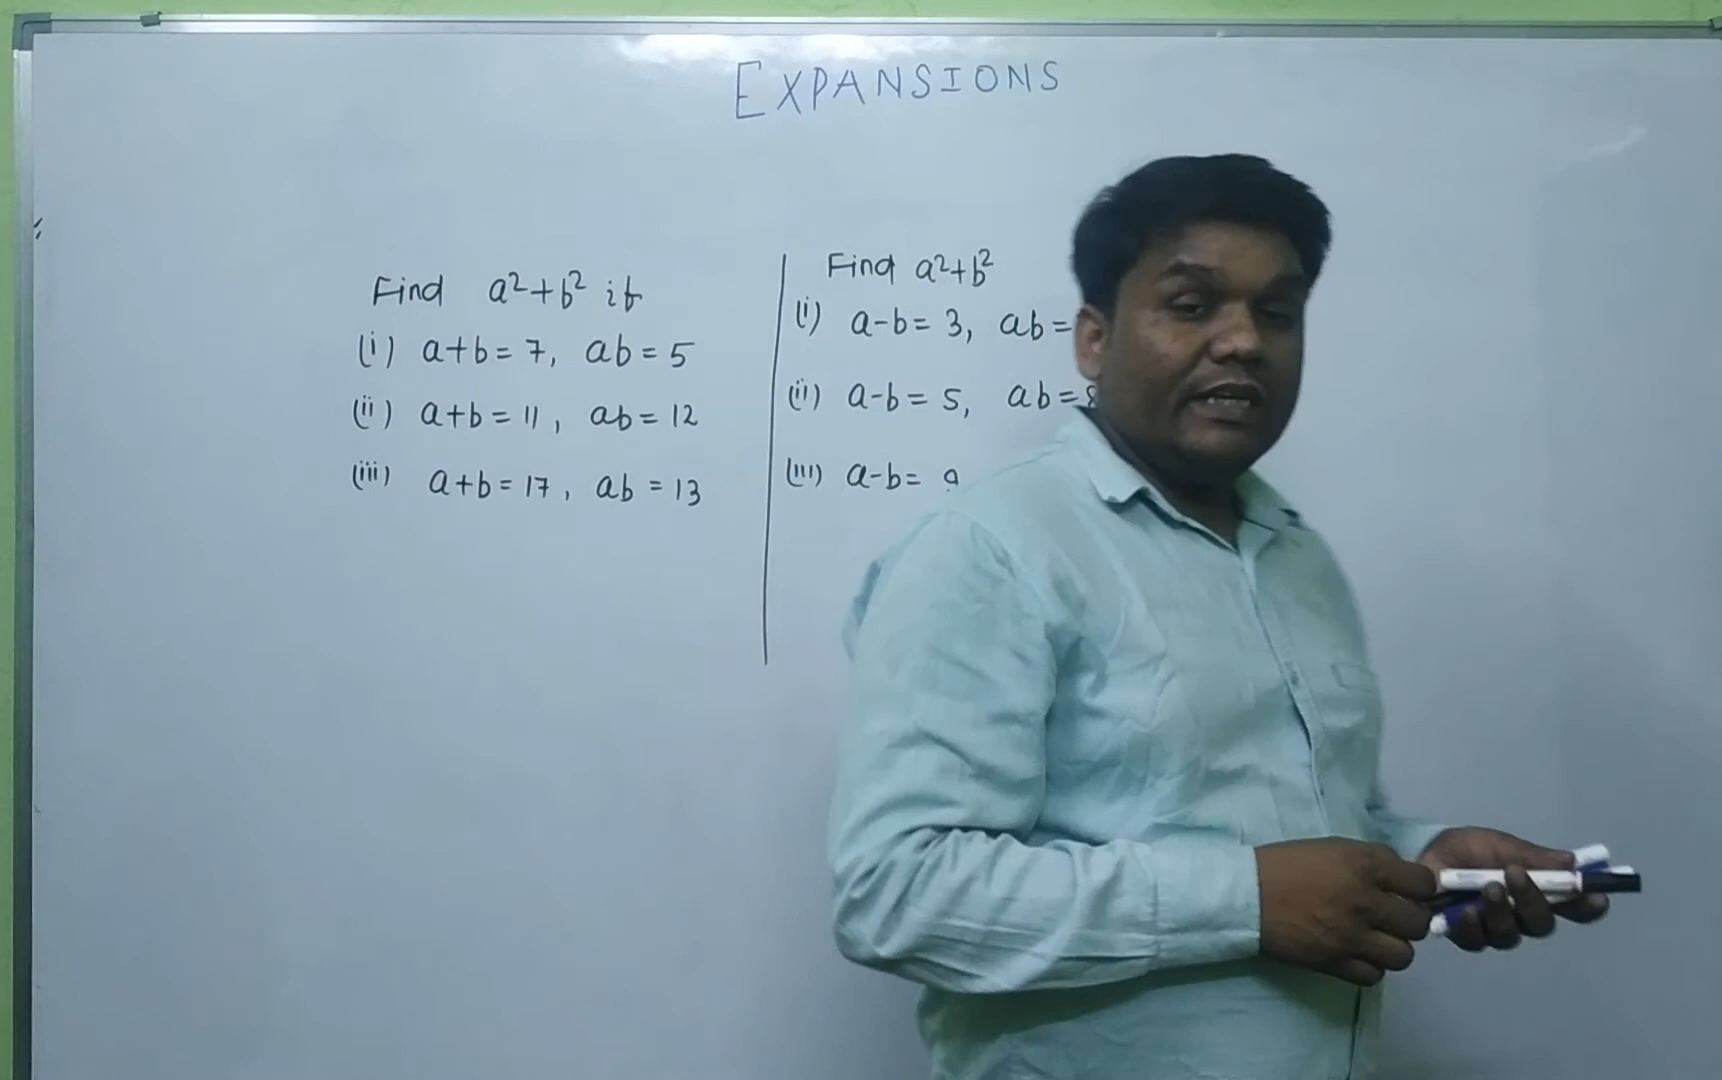 EXPANSIONS
Find a²+b² if
(i) a+b = 7, ab = 5
(ii) a+b = 11, ab = 12
(iii) a+b = 17, ab = 13
Find a²+b²
(i) a-b = 3, ab =
(ii) a-b = 5, ab = 8
(iii) a-b = 9